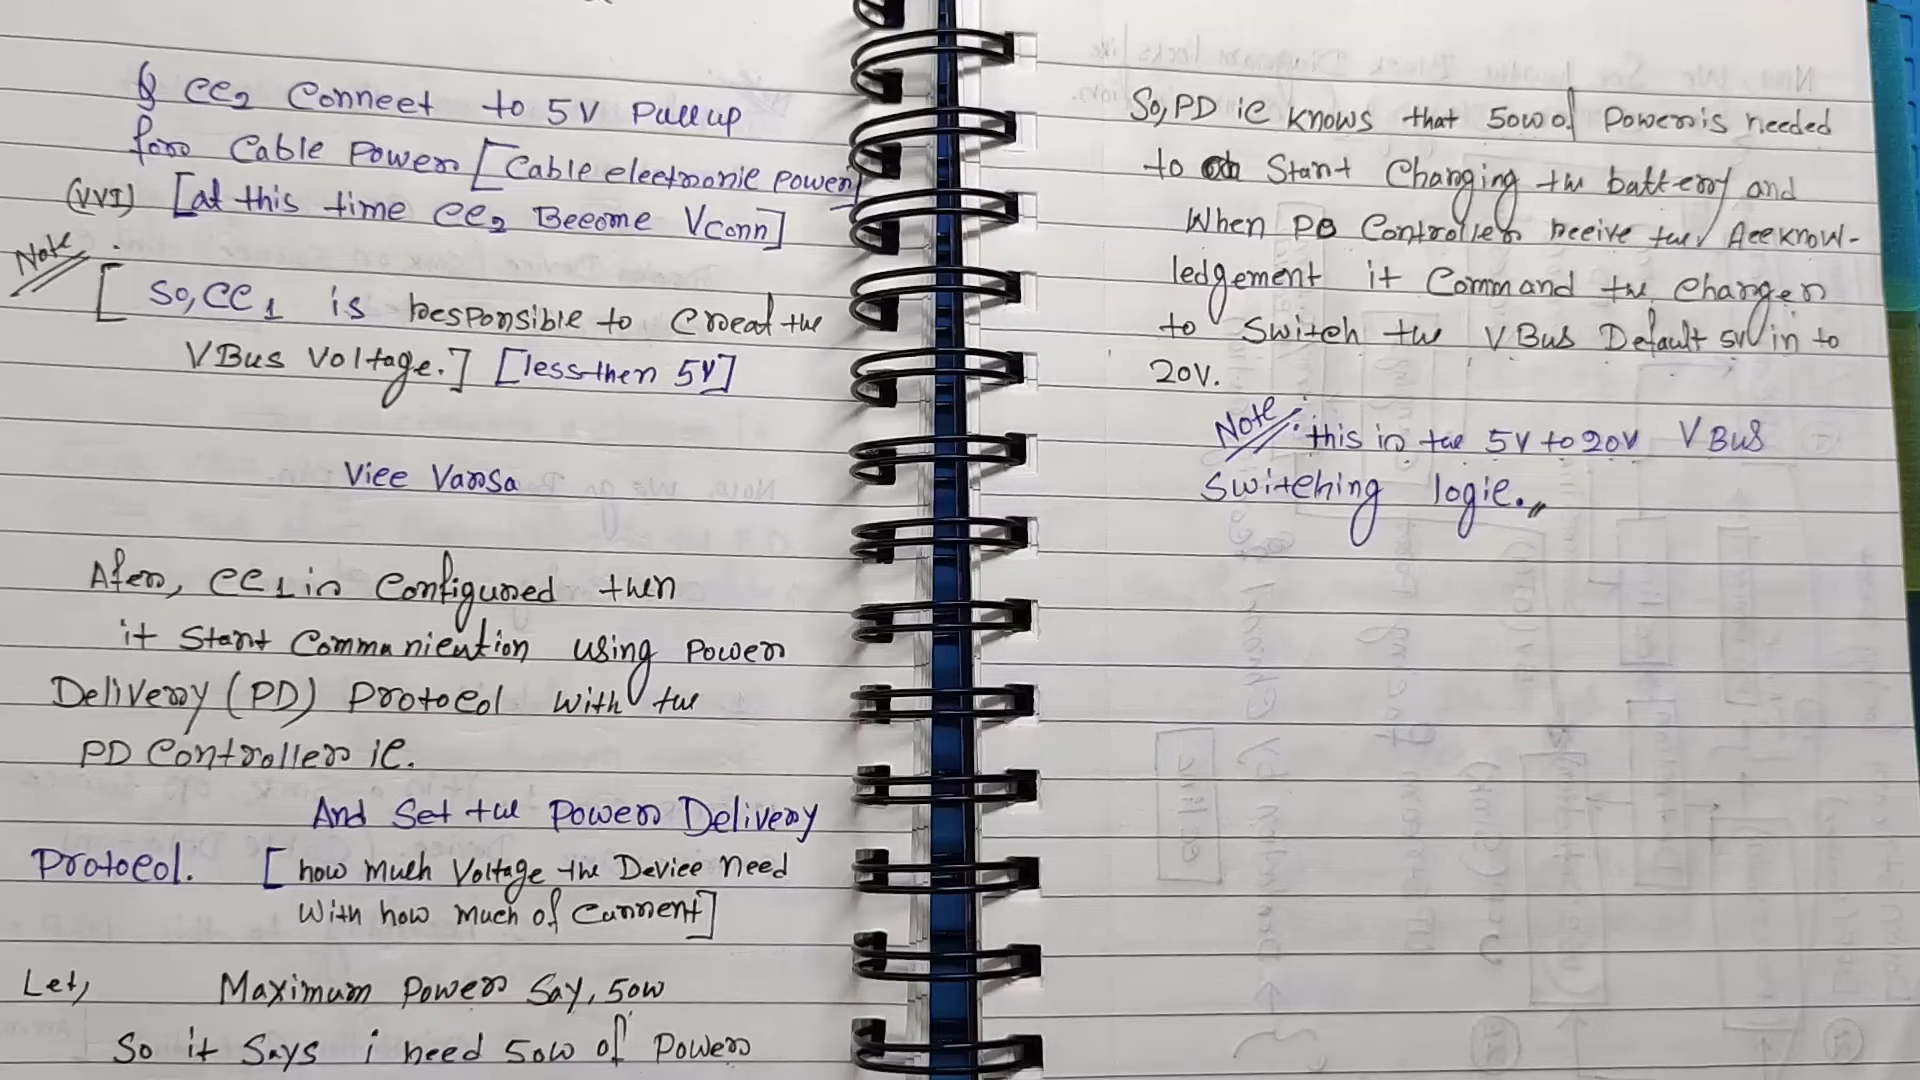 & CC2 Connect to 5V Pullup
for Cable Power [Cable electronic power]
(VVI) [at this time CC2 Become Vconn]
Note
[So, CC1 is responsible to Creat the
VBus Voltage.] [less then 5V]
Vice Varsa
Afer, CC1 is Configured then
it Start Communication using Power
Delivery (PD) Protocol with the
PD Controller ic.
And Set the Power Delivery
Protocol. [how much Voltage the Device need
With how much of Current]
Let, Maximum Power Say, 50w
So it Says i need 50w of Power
So, PD ic knows that 50w of Power is needed
to Start Charging the battery and
When PD Controller receive the Acknow-
ledgement it Command the Charger
to Switch the VBus Default 5V in to
20V.
Note: this is the 5V to 20V VBus
Switching logic.,,